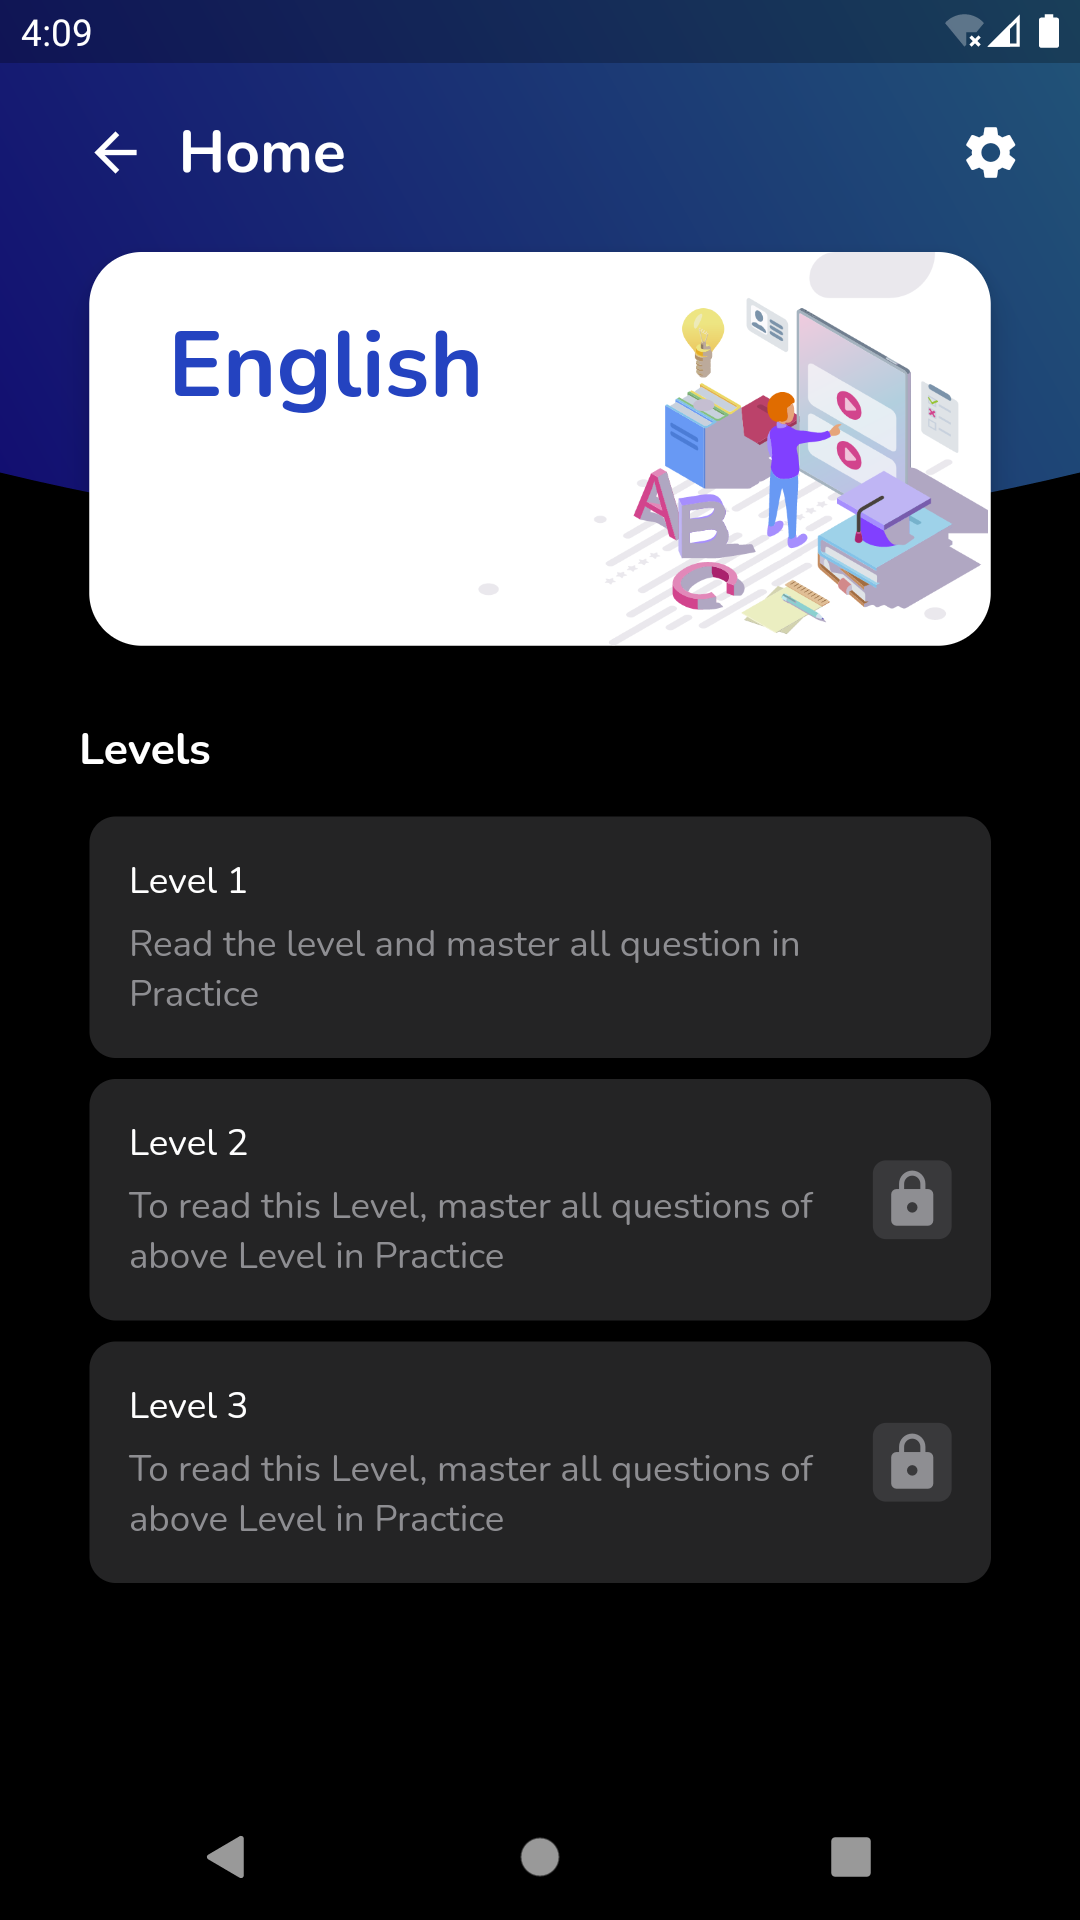 4:09
Home
English
A
B
C
Levels
Level 1
Read the level and master all question in
Practice
Level 2
To read this Level, master all questions of
above Level in Practice
Level 3
To read this Level, master all questions of
above Level in Practice